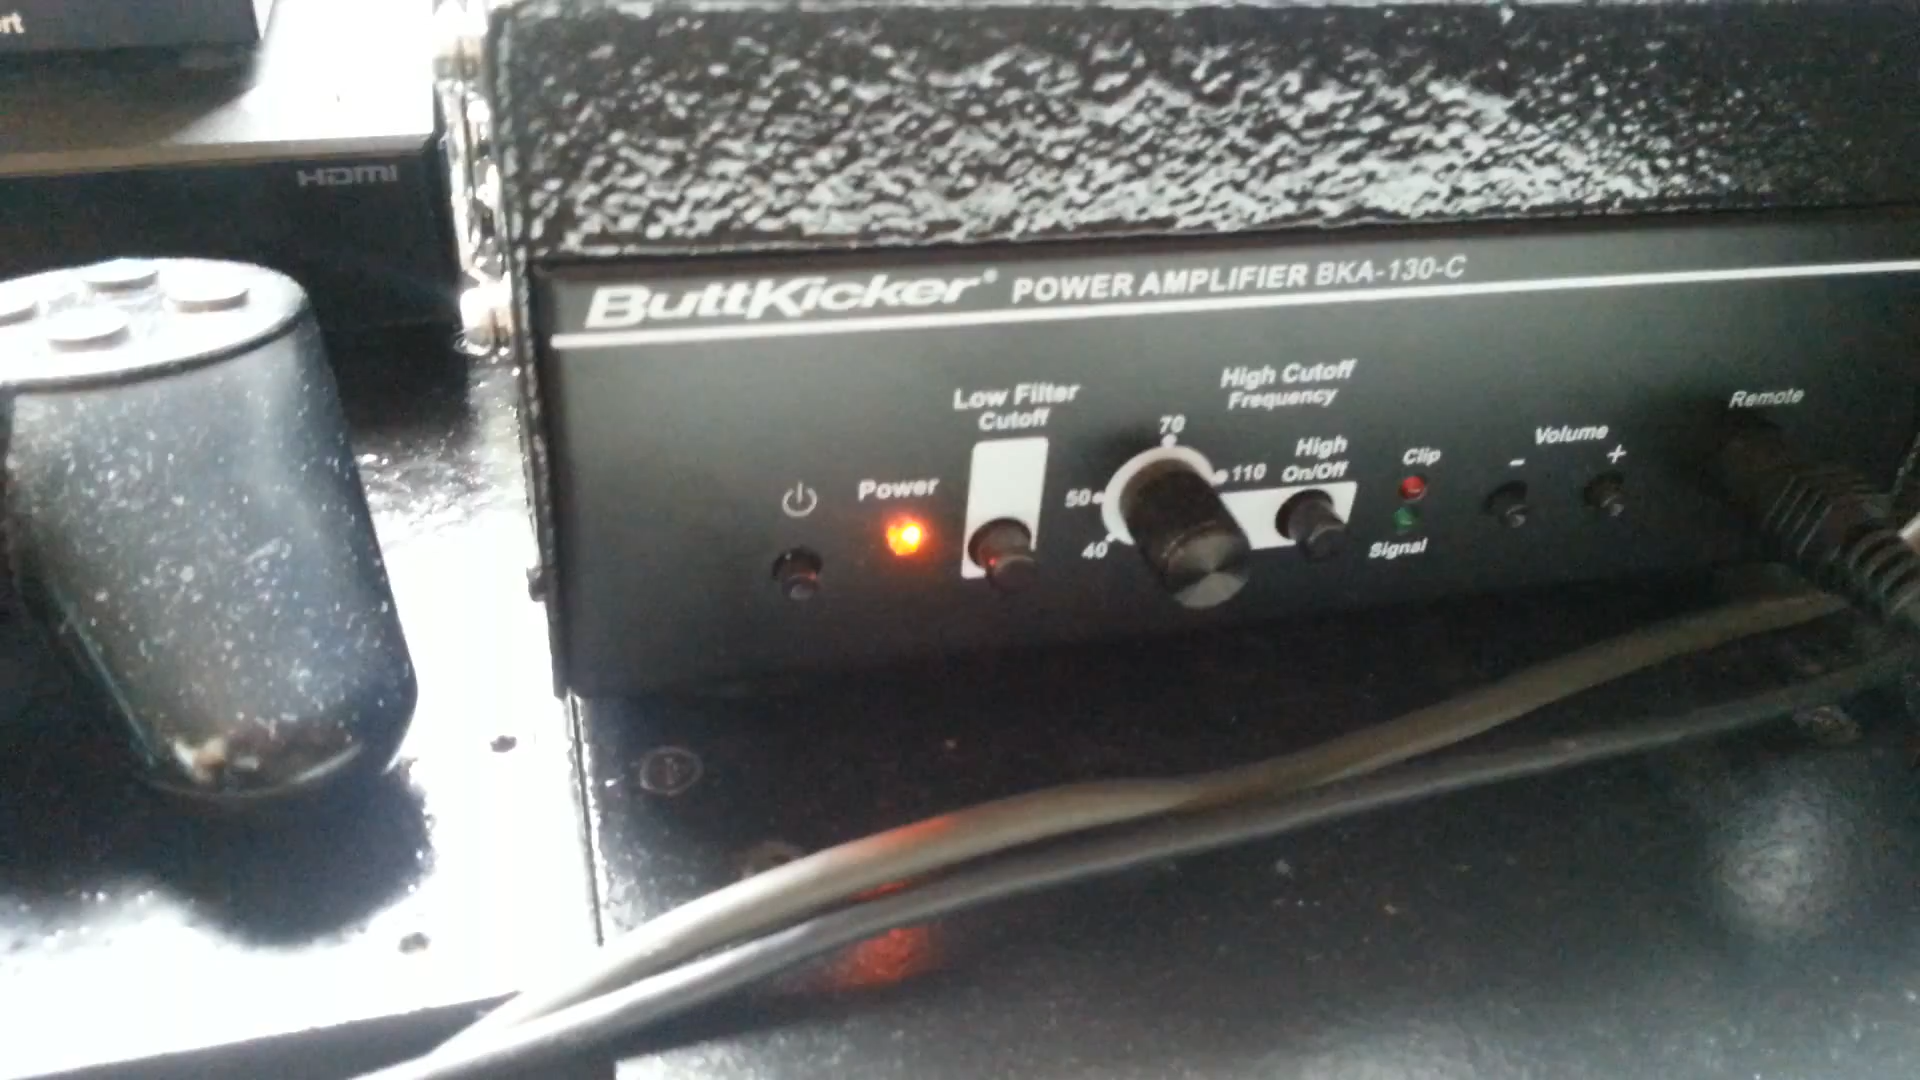 HDMI
ButtKicker® POWER AMPLIFIER BKA-130-C
Low Filter
Cutoff
High Cutoff
Frequency
Remote
Power
70
50
40
110
High
On/Off
Clip
Signal
Volume
- +